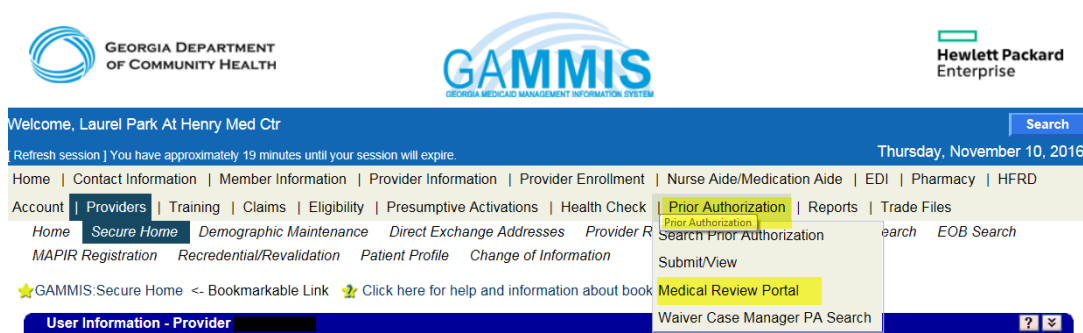 GEORGIA DEPARTMENT
OF COMMUNITY HEALTH
GAMMIS
GEORGIA MEDICAID MANAGEMENT INFORMATION SYSTEM
Hewlett Packard
Enterprise
Welcome, Laurel Park At Henry Med Ctr
Search
[ Refresh session ] You have approximately 19 minutes until your session will expire.
Thursday, November 10, 2016
Home | Contact Information | Member Information | Provider Information | Provider Enrollment | Nurse Aide/Medication Aide | EDI | Pharmacy | HFRD
Account | Providers | Training | Claims | Eligibility | Presumptive Activations | Health Check | Prior Authorization | Reports | Trade Files
Prior Authorization
Home Secure Home Demographic Maintenance Direct Exchange Addresses Provider R
Search Prior Authorization
earch EOB Search
MAPIR Registration Recredential/Revalidation Patient Profile Change of Information
Submit/View
GAMMIS:Secure Home <- Bookmarkable Link Click here for help and information about book
Medical Review Portal
Waiver Case Manager PA Search
User Information - Provider
?